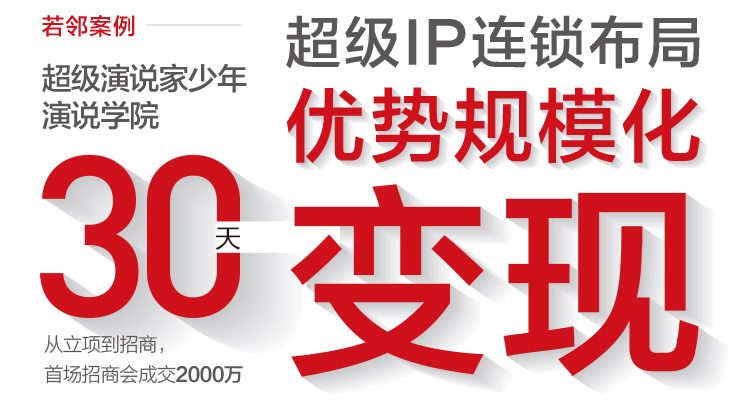 若邻案例
超级演说家少年
演说学院
30天
从立项到招商，
首场招商会成交2000万
超级IP连锁布局
优势规模化
变现